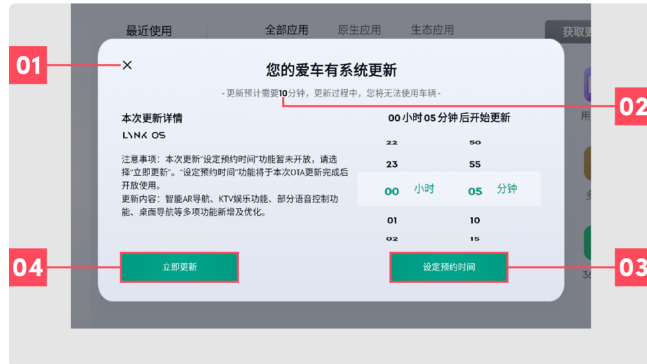 最近使用 全部应用 原生应用 生态应用
01
您的爱车有系统更新
-更新预计需要10分钟，更新过程中，您将无法使用车辆-
02
本次更新详情
00小时05分钟后开始更新
LYNK OS
22 50
注意事项：本次更新“设定预约时间”功能暂未开放，请选
择“立即更新”。“设定预约时间”功能将于本次OTA更新完成后
开放使用。
更新内容：智能AR导航、KTV娱乐功能、部分语音控制功
能、桌面导航等多项功能新增及优化。
23 55
00 小时 05 分钟
01 10
02 15
04
立即更新
设定预约时间
03